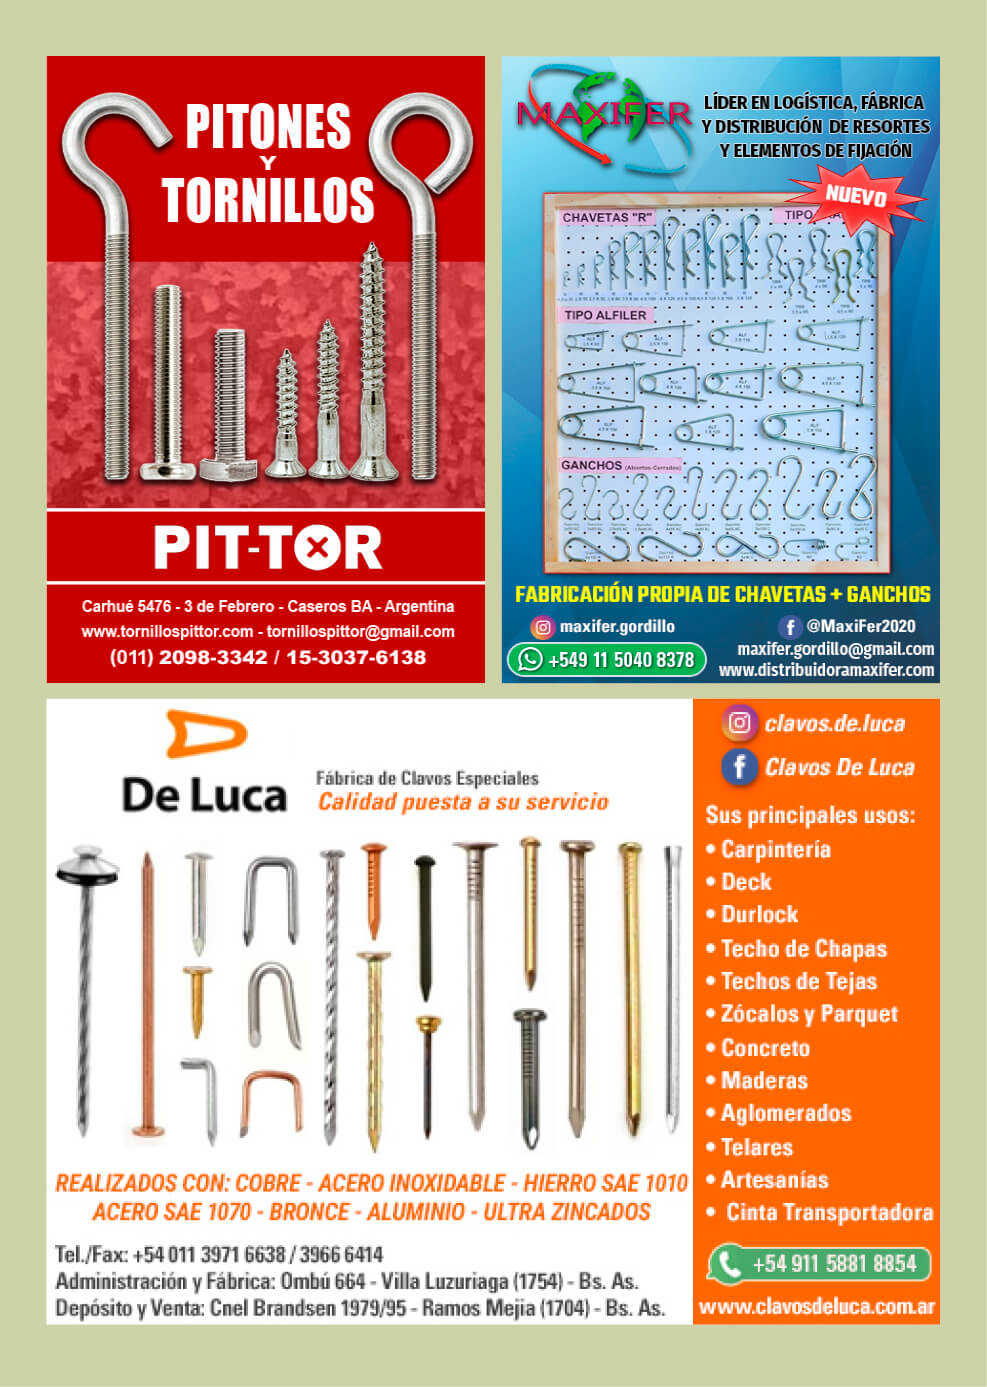 PITONES
Y
TORNILLOS
PIT-TOR
Carhué 5476 - 3 de Febrero - Caseros BA - Argentina
www.tornillospittor.com - tornillospittor@gmail.com
(011) 2098-3342 / 15-3037-6138
MAXIFER
LÍDER EN LOGÍSTICA, FÁBRICA
Y DISTRIBUCIÓN DE RESORTES
Y ELEMENTOS DE FIJACIÓN
NUEVO
CHAVETAS "R"
TIPO
TIPO ALFILER
GANCHOS (Abiertos-Cerrados)
FABRICACIÓN PROPIA DE CHAVETAS + GANCHOS
maxifer.gordillo
@MaxiFer2020
+549 11 5040 8378
maxifer.gordillo@gmail.com
www.distribuidoramaxifer.com
De Luca
Fábrica de Clavos Especiales
Calidad puesta a su servicio
REALIZADOS CON: COBRE - ACERO INOXIDABLE - HIERRO SAE 1010
ACERO SAE 1070 - BRONCE - ALUMINIO - ULTRA ZINCADOS
Tel./Fax: +54 011 3971 6638 / 3966 6414
Administración y Fábrica: Ombú 664 - Villa Luzuriaga (1754) - Bs. As.
Depósito y Venta: Cnel Brandsen 1979/95 - Ramos Mejia (1704) - Bs. As.
clavos.de.luca
Clavos De Luca
Sus principales usos:
• Carpintería
• Deck
• Durlock
• Techo de Chapas
• Techos de Tejas
• Zócalos y Parquet
• Concreto
• Maderas
• Aglomerados
• Telares
• Artesanías
• Cinta Transportadora
+54 911 5881 8854
www.clavosdeluca.com.ar